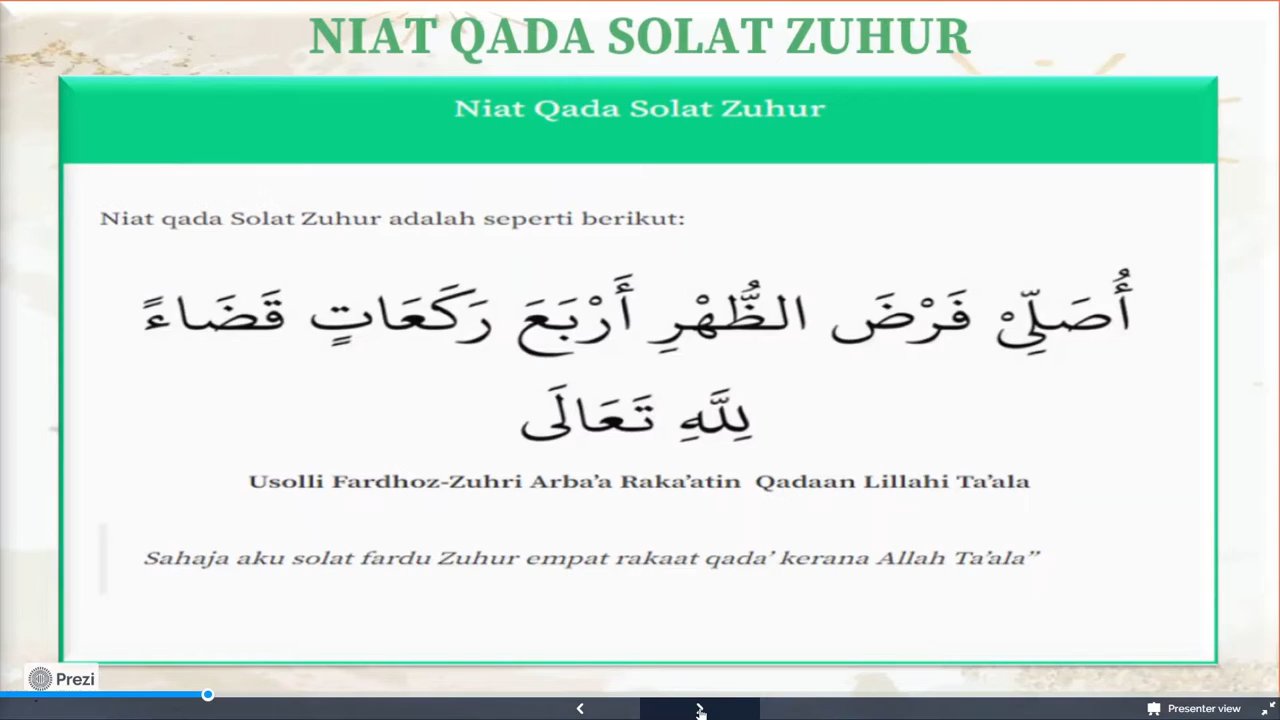 NIAT QADA SOLAT ZUHUR
Niat Qada Solat Zuhur
Niat qada Solat Zuhur adalah seperti berikut:
أُصَلِّيْ فَرْضَ الظُّهْرِ أَرْبَعَ رَكَعَاتٍ قَضَاءً
لِلَّهِ تَعَالَى
Usolli Fardhoz-Zuhri Arba’a Raka’atin Qadaan Lillahi Ta’ala
Sahaja aku solat fardu Zuhur empat rakaat qada’ kerana Allah Ta’ala”
Prezi
Presenter view